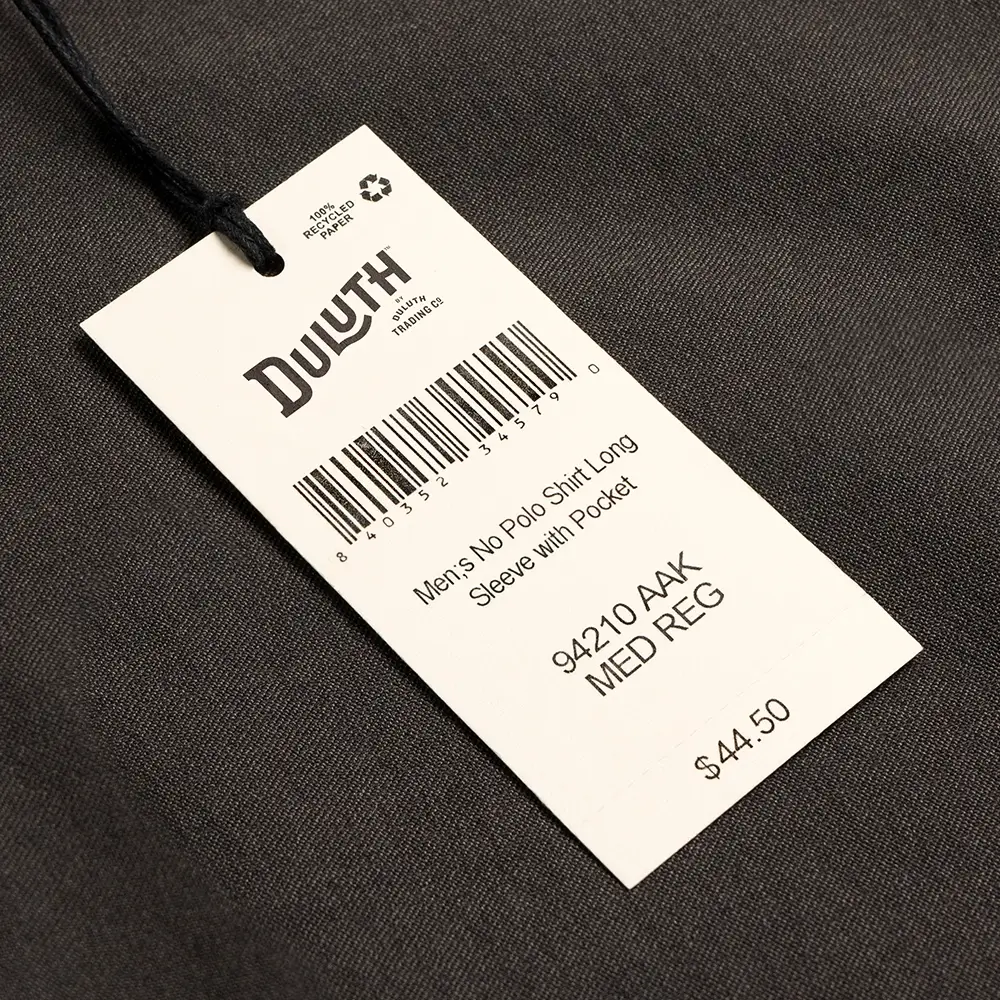 100%
RECYCLED
PAPER
DULUTH™
BY
DULUTH
TRADING Co
8 40352 34579 0
Men;s No Polo Shirt Long
Sleeve with Pocket
94210 AAK
MED REG
$44.50